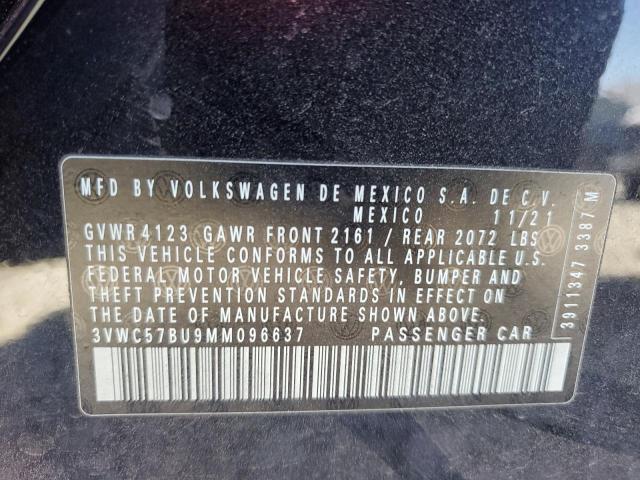 MFD BY VOLKSWAGEN DE MEXICO S.A. DE C.V.
MEXICO 11/21
GVWR 4123 GAWR FRONT 2161 / REAR 2072 LBS
THIS VEHICLE CONFORMS TO ALL APPLICABLE U.S.
FEDERAL MOTOR VEHICLE SAFETY, BUMPER AND
THEFT PREVENTION STANDARDS IN EFFECT ON
THE DATE OF MANUFACTURE SHOWN ABOVE.
3VWC57BU9MM096637 PASSENGER CAR
3911347 3387 M